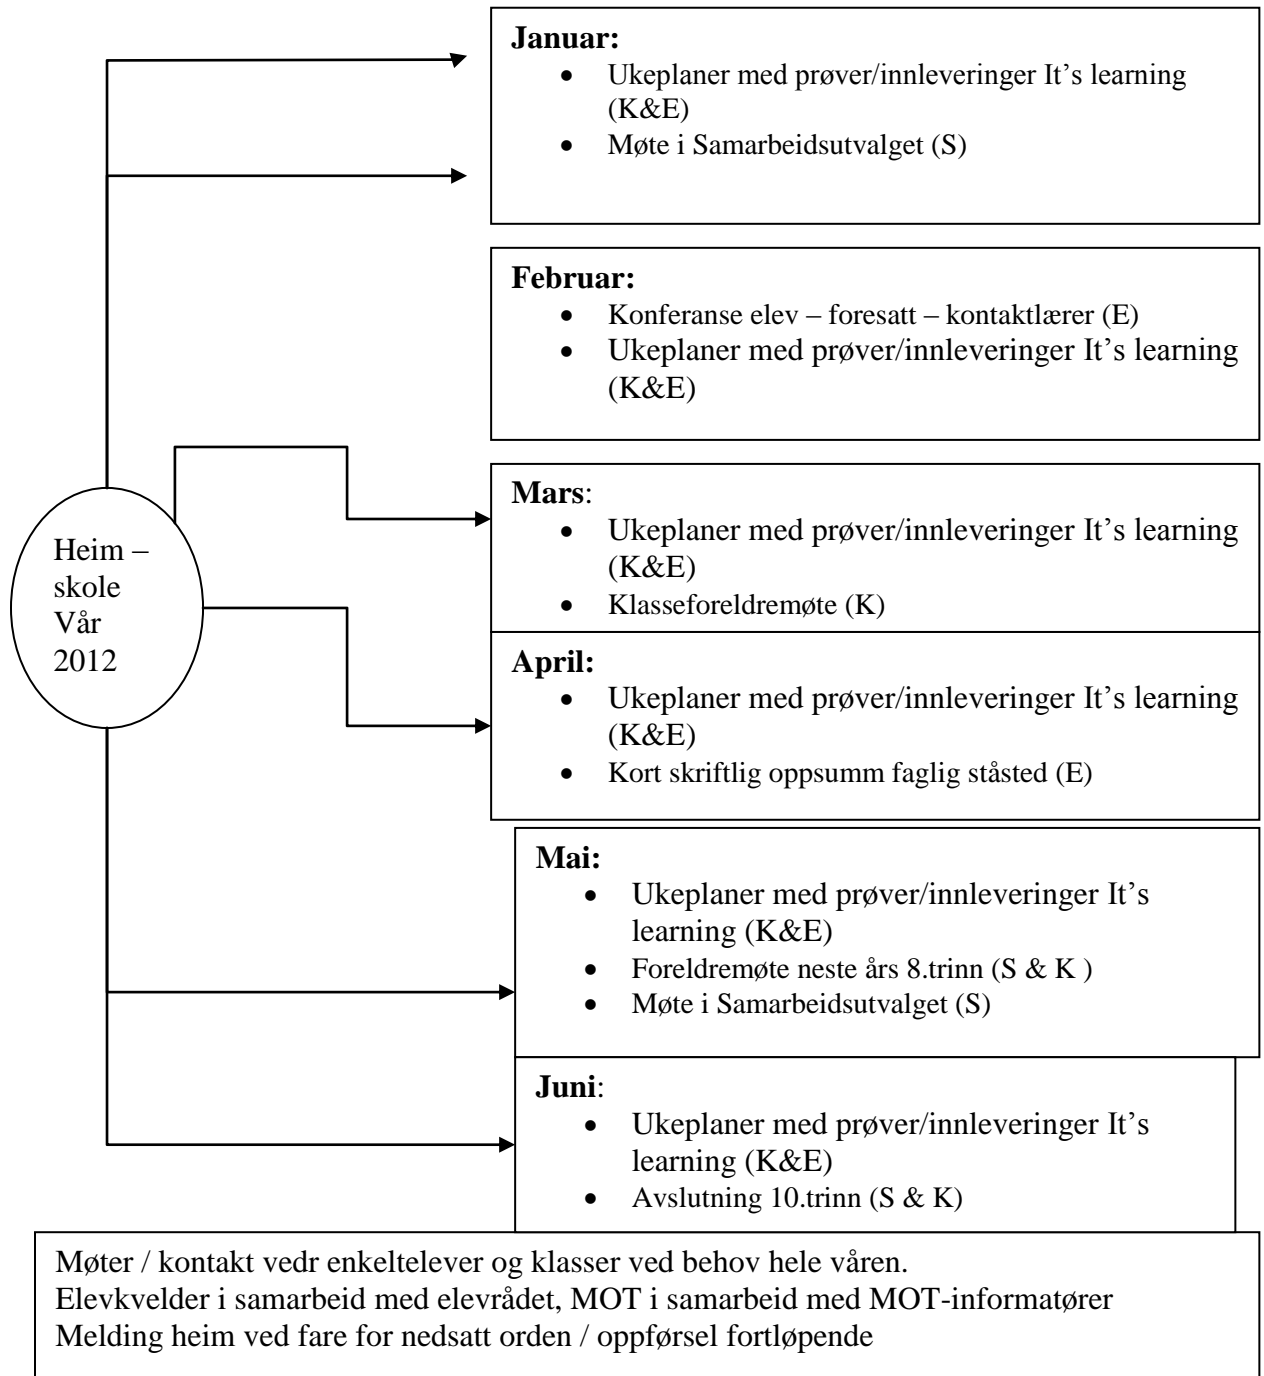 Januar:
• Ukeplaner med prøver/innleveringer It’s learning
(K&E)
• Møte i Samarbeidsutvalget (S)
Februar:
• Konferanse elev – foresatt – kontaktlærer (E)
• Ukeplaner med prøver/innleveringer It’s learning
(K&E)
Heim –
skole
Vår
2012
Mars:
• Ukeplaner med prøver/innleveringer It’s learning
(K&E)
• Klasseforeldremøte (K)
April:
• Ukeplaner med prøver/innleveringer It’s learning
(K&E)
• Kort skriftlig oppsumm faglig ståsted (E)
Mai:
• Ukeplaner med prøver/innleveringer It’s
learning (K&E)
• Foreldremøte neste års 8.trinn (S & K )
• Møte i Samarbeidsutvalget (S)
Juni:
• Ukeplaner med prøver/innleveringer It’s
learning (K&E)
• Avslutning 10.trinn (S & K)
Møter / kontakt vedr enkeltelever og klasser ved behov hele våren.
Elevkvelder i samarbeid med elevrådet, MOT i samarbeid med MOT-informatører
Melding heim ved fare for nedsatt orden / oppførsel fortløpende